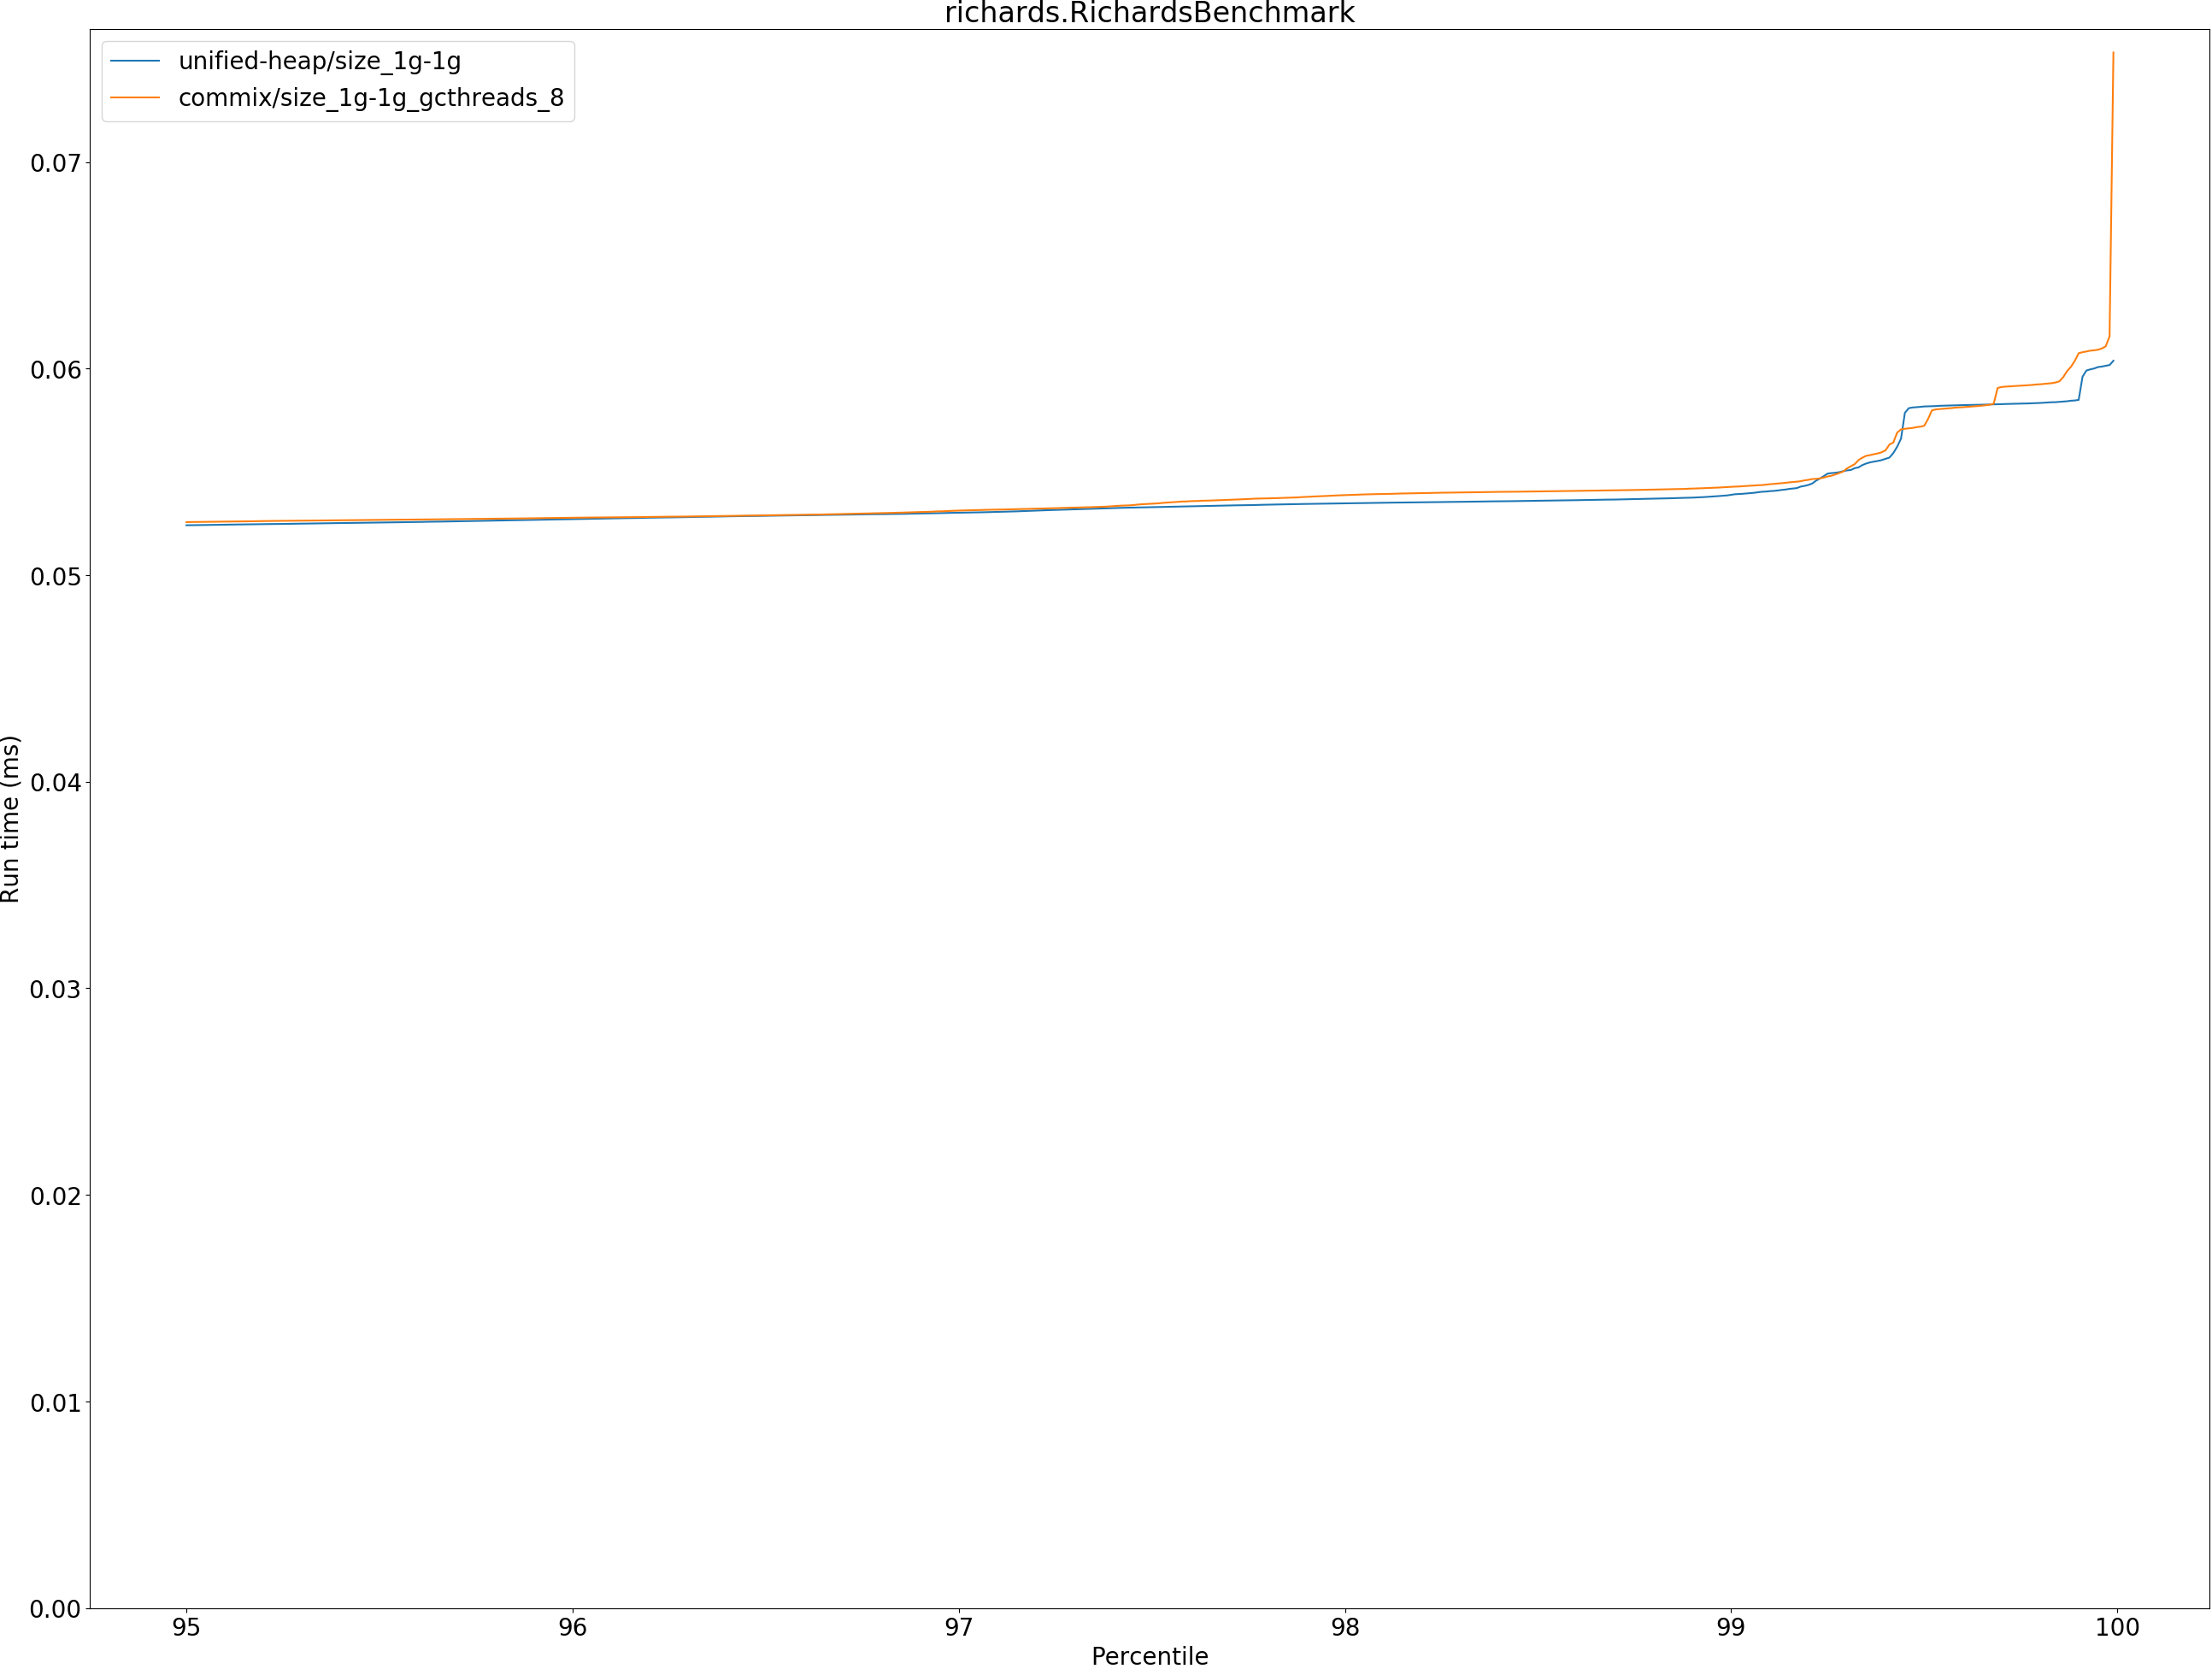 richards.RichardsBenchmark
unified-heap/size_1g-1g
commix/size_1g-1g_gcthreads_8
0.07
0.06
0.05
0.04
0.03
0.02
0.01
0.00
Run time (ms)
95 96 97 98 99 100
Percentile